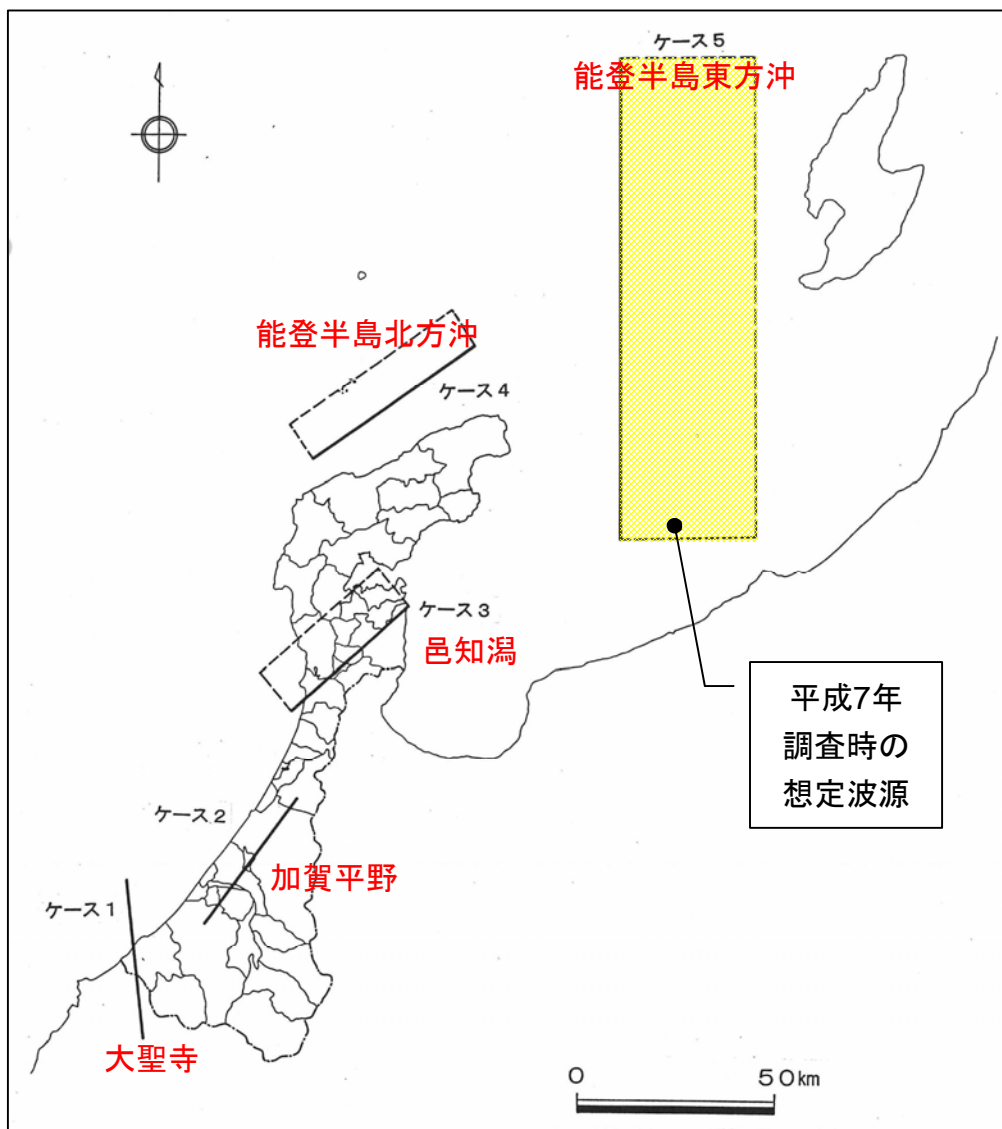 ケース5
能登半島東方沖
能登半島北方沖
ケース4
ケース3
邑知潟
平成7年
調査時の
想定波源
ケース2
加賀平野
ケース1
大聖寺
0 50km